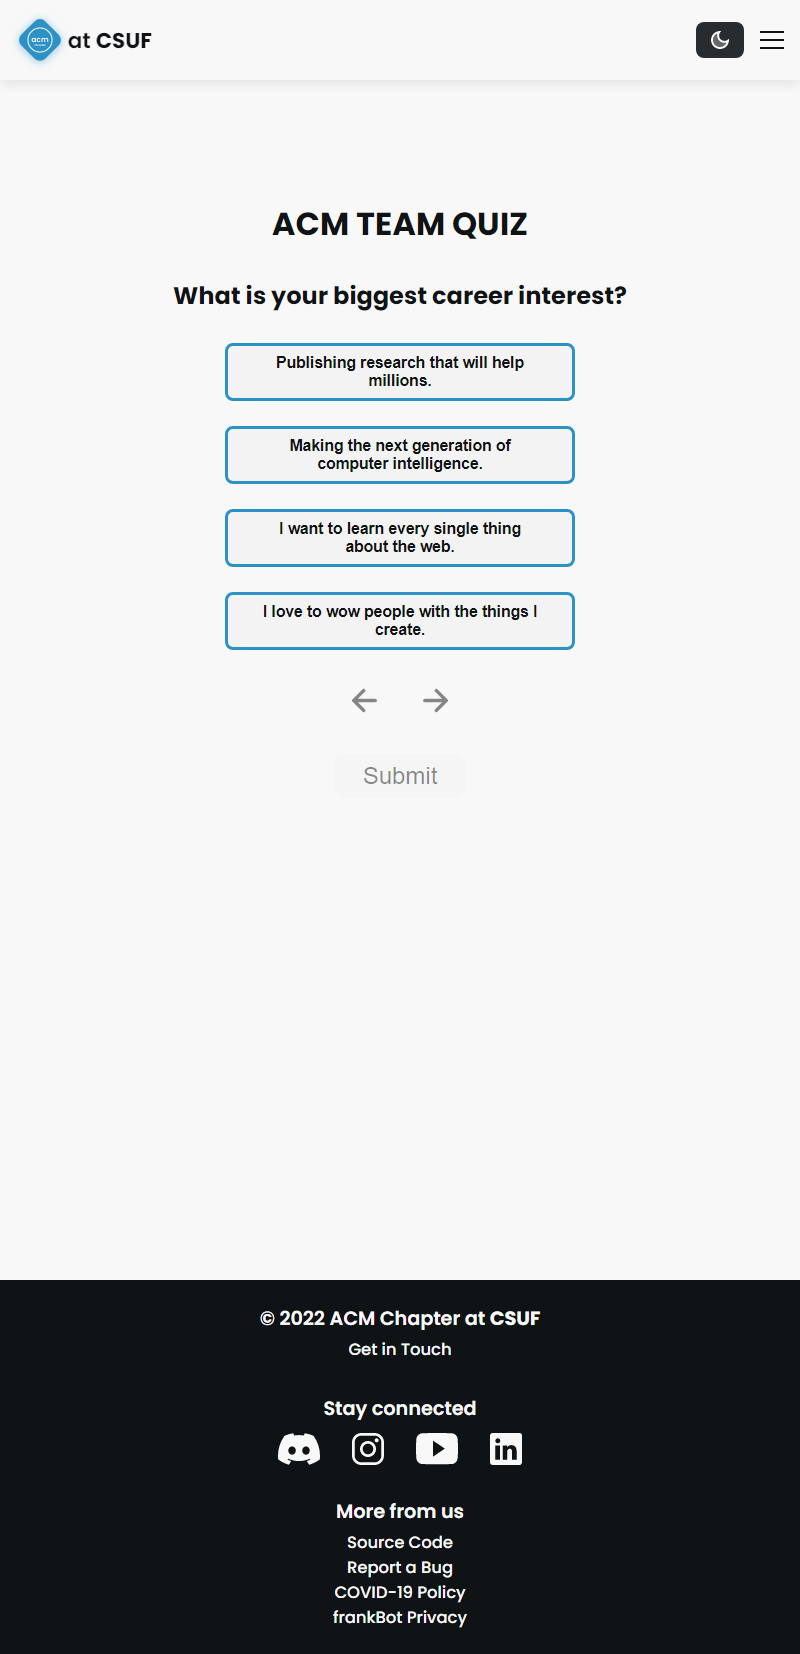 acm
at CSUF
ACM TEAM QUIZ
What is your biggest career interest?
Publishing research that will help
millions.
Making the next generation of
computer intelligence.
I want to learn every single thing
about the web.
I love to wow people with the things I
create.
Submit
© 2022 ACM Chapter at CSUF
Get in Touch
Stay connected
More from us
Source Code
Report a Bug
COVID-19 Policy
frankBot Privacy